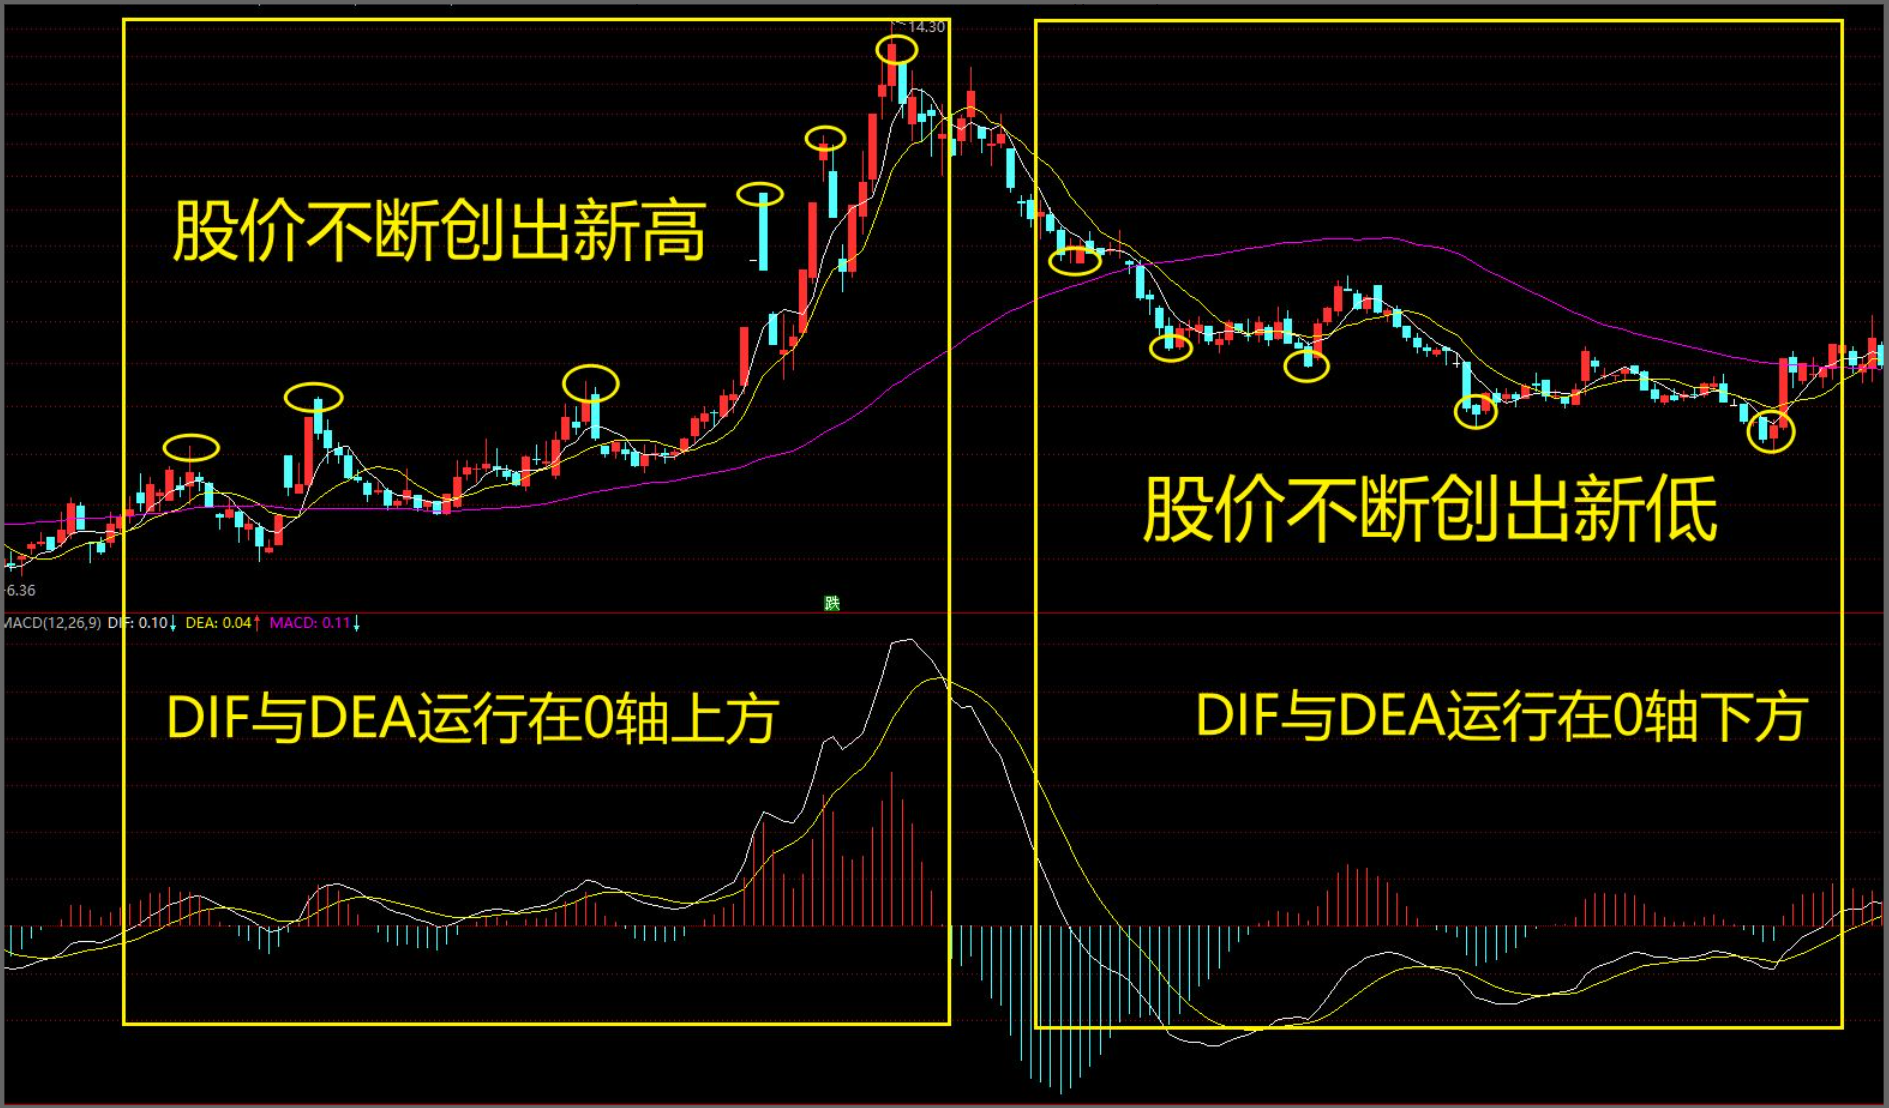 14.30
股价不断创出新高
股价不断创出新低
6.36
跌
MACD(12,26,9) DIF: 0.10↓ DEA: 0.04↑ MACD: 0.11↓
DIF与DEA运行在0轴上方
DIF与DEA运行在0轴下方